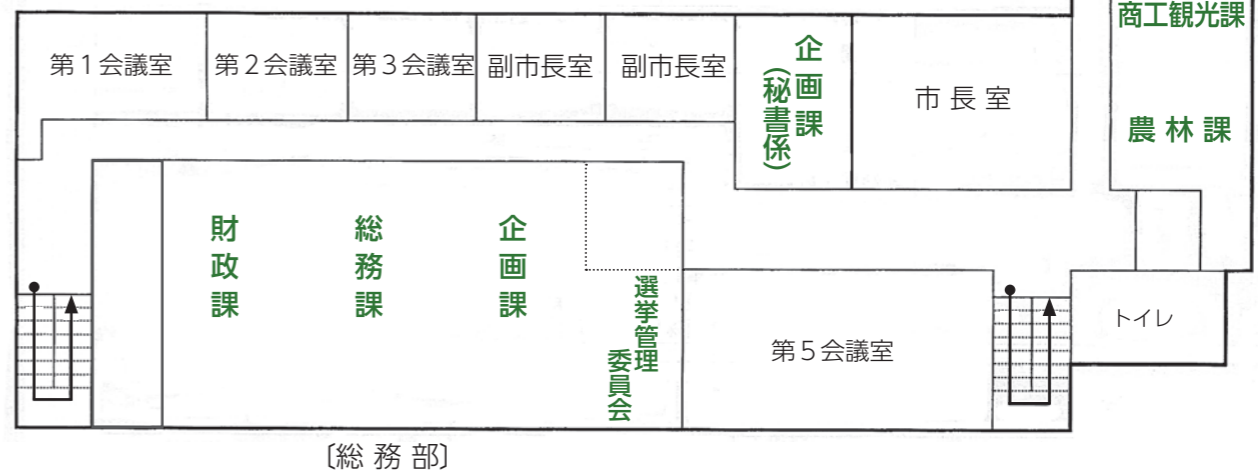 商工観光課
第1会議室
第2会議室
第3会議室
副市長室
副市長室
企画課
(秘書係)
市長室
農林課
財政課
総務課
企画課
選挙管理
委員会
第5会議室
トイレ
〔総務部〕